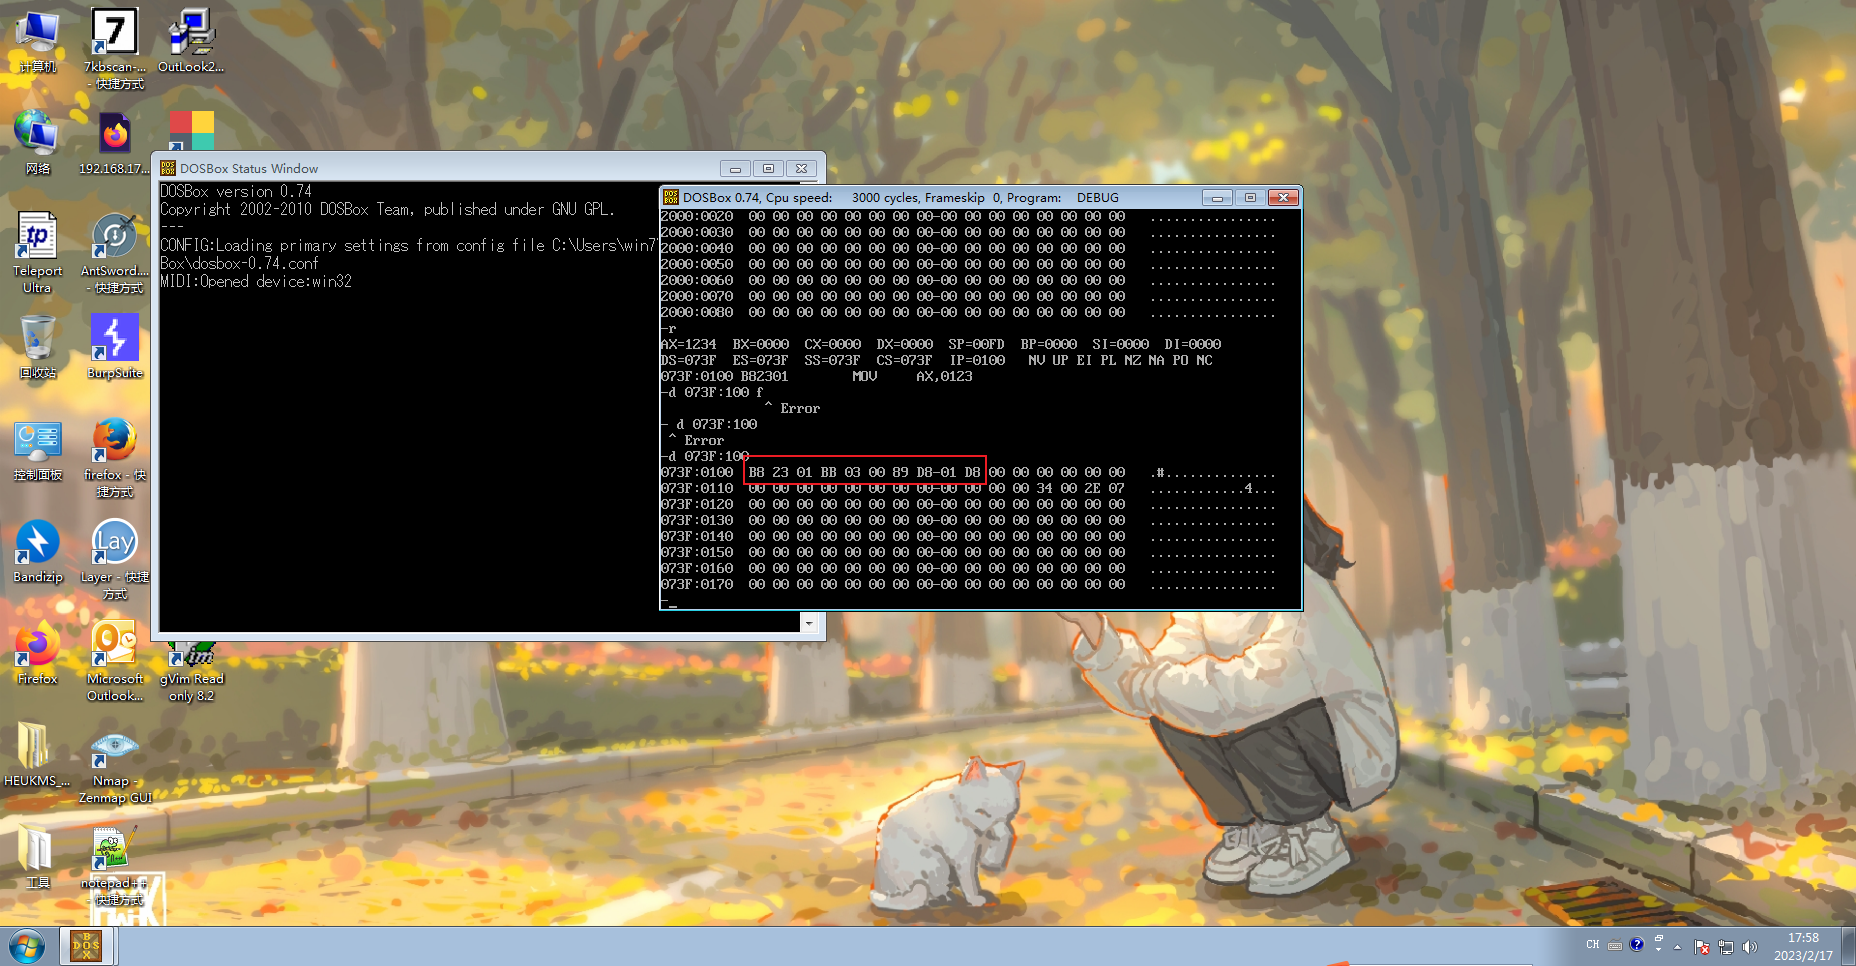 计算机
7kbscan-...
- 快捷方式
OutLook2...
网络
192.168.17...
Teleport
Ultra
AntSword....
- 快捷方式
回收站
BurpSuite
控制面板
firefox - 快
捷方式
Bandizip
Layer - 快捷
方式
Firefox
Microsoft
Outlook...
gVim Read
only 8.2
HEUKMS_...
Nmap -
Zenmap GUI
工具
notepad++
- 快捷方式
DOSBox Status Window
DOSBox version 0.74
Copyright 2002-2010 DOSBox Team, published under GNU GPL.
---
CONFIG:Loading primary settings from config file C:\Users\win7
Box\dosbox-0.74.conf
MIDI:Opened device:win32
DOSBox 0.74, Cpu speed: 3000 cycles, Frameskip 0, Program: DEBUG
2000:0020 00 00 00 00 00 00 00 00-00 00 00 00 00 00 00 00 ................
2000:0030 00 00 00 00 00 00 00 00-00 00 00 00 00 00 00 00 ................
2000:0040 00 00 00 00 00 00 00 00-00 00 00 00 00 00 00 00 ................
2000:0050 00 00 00 00 00 00 00 00-00 00 00 00 00 00 00 00 ................
2000:0060 00 00 00 00 00 00 00 00-00 00 00 00 00 00 00 00 ................
2000:0070 00 00 00 00 00 00 00 00-00 00 00 00 00 00 00 00 ................
2000:0080 00 00 00 00 00 00 00 00-00 00 00 00 00 00 00 00 ................
-r
AX=1234 BX=0000 CX=0000 DX=0000 SP=00FD BP=0000 SI=0000 DI=0000
DS=073F ES=073F SS=073F CS=073F IP=0100 NV UP EI PL NZ NA PO NC
073F:0100 B82301 MOV AX,0123
-d 073F:100 f
^ Error
- d 073F:100
^ Error
-d 073F:100
073F:0100 B8 23 01 BB 03 00 89 D8-01 D8 00 00 00 00 00 00 .#..............
073F:0110 00 00 00 00 00 00 00 00-00 00 00 00 34 00 2E 07 ............4...
073F:0120 00 00 00 00 00 00 00 00-00 00 00 00 00 00 00 00 ................
073F:0130 00 00 00 00 00 00 00 00-00 00 00 00 00 00 00 00 ................
073F:0140 00 00 00 00 00 00 00 00-00 00 00 00 00 00 00 00 ................
073F:0150 00 00 00 00 00 00 00 00-00 00 00 00 00 00 00 00 ................
073F:0160 00 00 00 00 00 00 00 00-00 00 00 00 00 00 00 00 ................
073F:0170 00 00 00 00 00 00 00 00-00 00 00 00 00 00 00 00 ................
-_
CH
17:58
2023/2/17